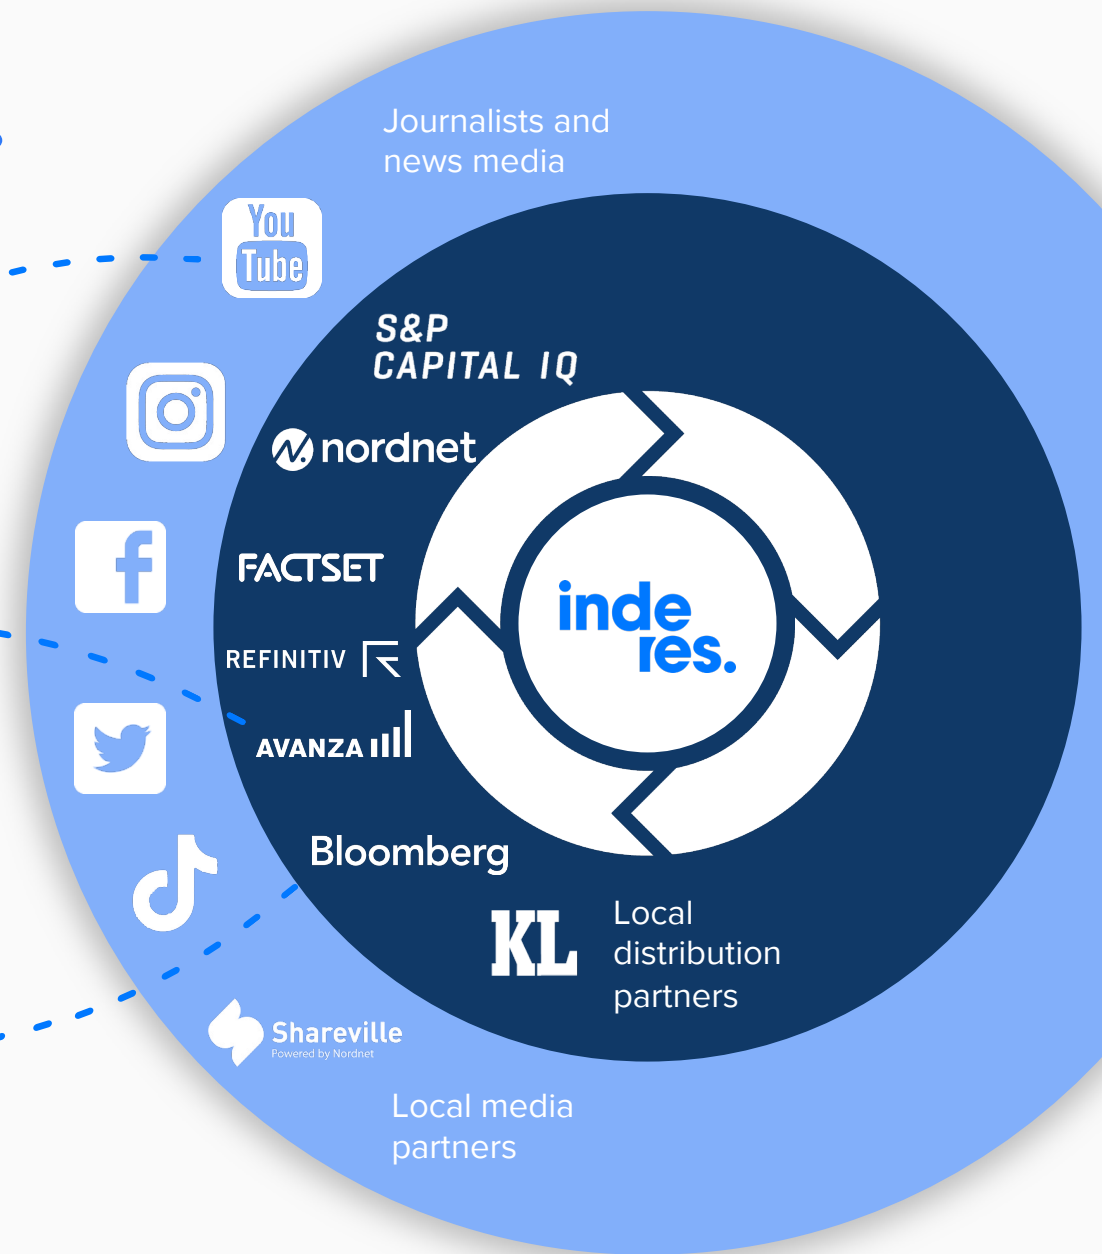 Journalists and
news media
You
Tube
S&P
CAPITAL IQ
nordnet
FACTSET
inde
res.
REFINITIV
AVANZA
Bloomberg
KL
Local
distribution
partners
Shareville
Powered by Nordnet
Local media
partners